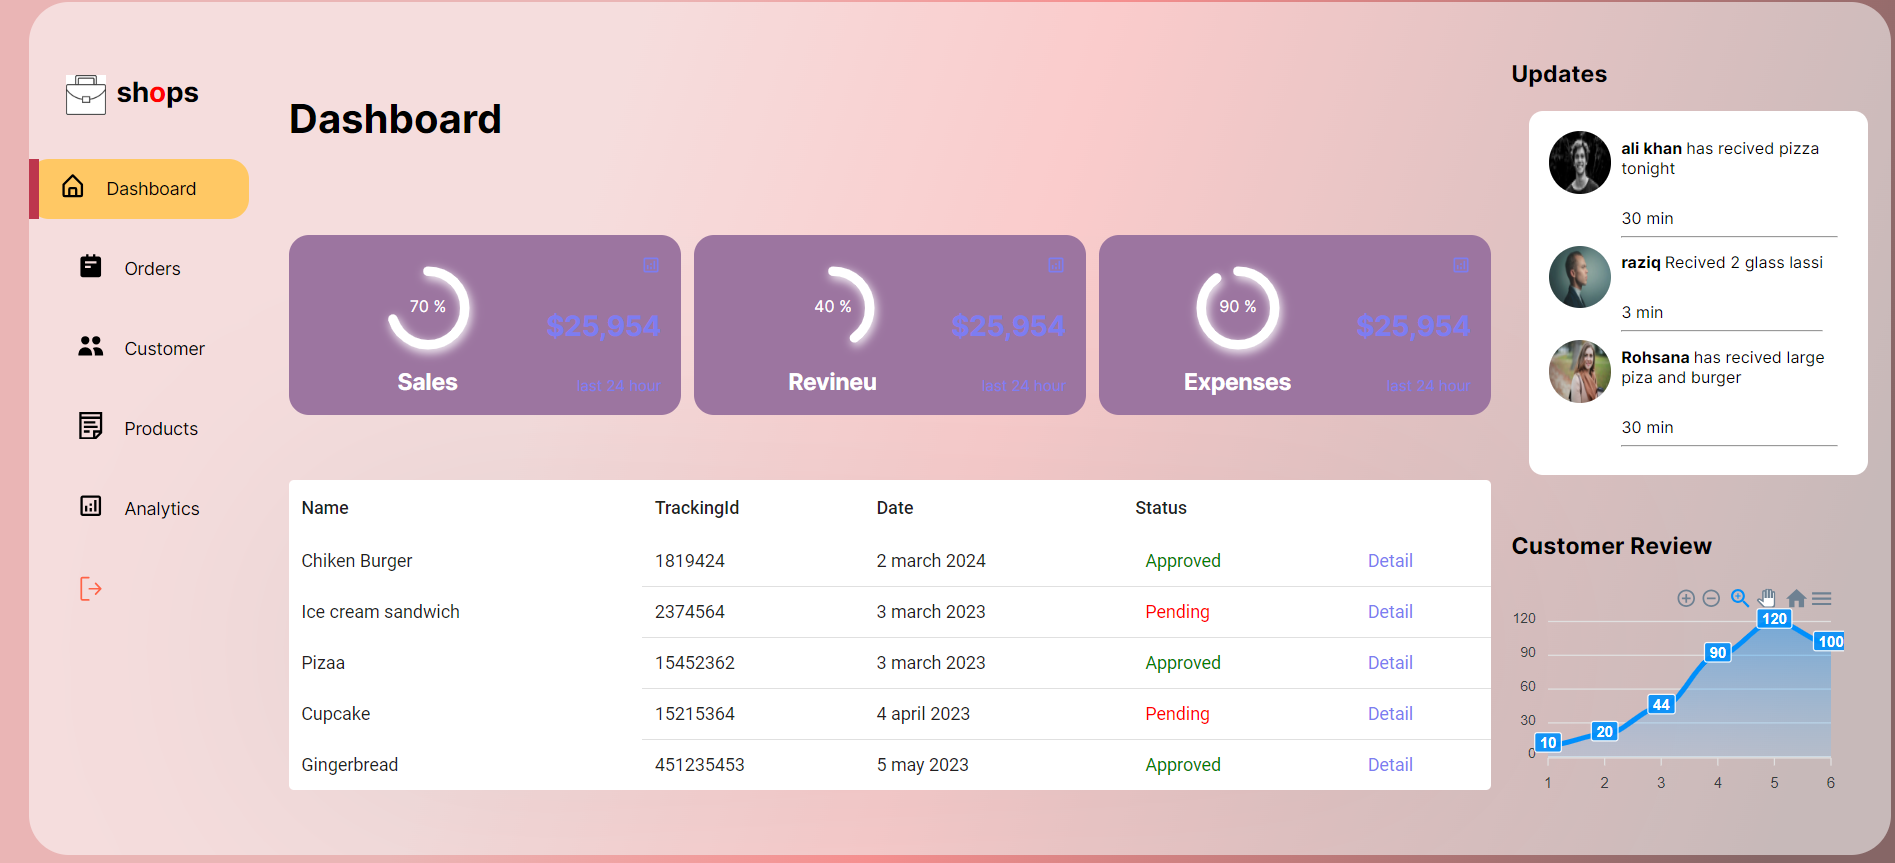 shops
Dashboard
Orders
Customer
Products
Analytics
Dashboard
70 %
$25,954
Sales
last 24 hour
40 %
$25,954
Revineu
last 24 hour
90 %
$25,954
Expenses
last 24 hour
Name TrackingId Date Status
Chiken Burger 1819424 2 march 2024 Approved Detail
Ice cream sandwich 2374564 3 march 2023 Pending Detail
Pizaa 15452362 3 march 2023 Approved Detail
Cupcake 15215364 4 april 2023 Pending Detail
Gingerbread 451235453 5 may 2023 Approved Detail
Updates
ali khan has recived pizza
tonight
30 min
raziq Recived 2 glass lassi
3 min
Rohsana has recived large
piza and burger
30 min
Customer Review
120
90
60
30
0
10
20
44
90
120
100
1 2 3 4 5 6